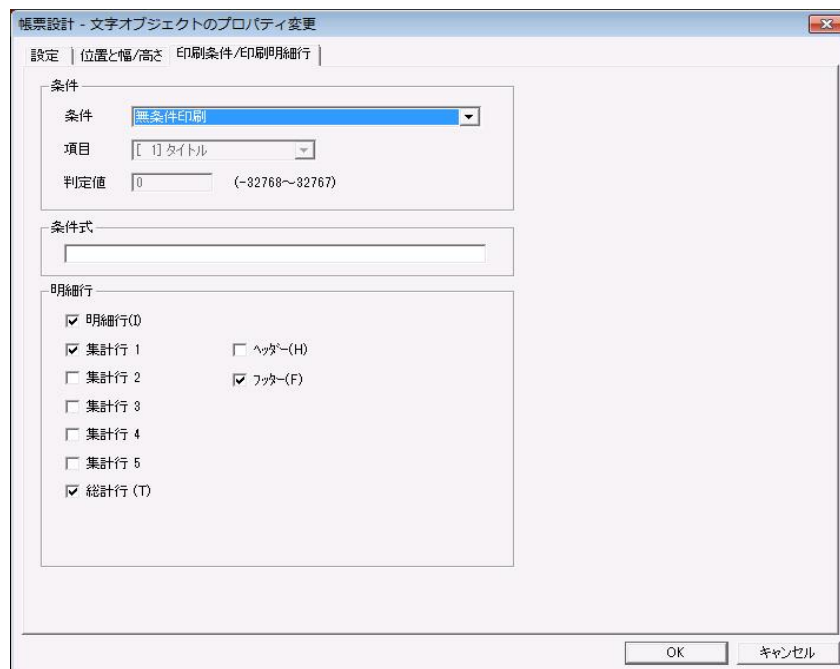 帳票設計 - 文字オブジェクトのプロパティ変更
設定 位置と幅/高さ 印刷条件/印刷明細行
条件
条件 無条件印刷
項目 [ 1] タイトル
判定値 0 (-32768～32767)
条件式
明細行
明細行(I)
集計行 1 ヘッダー(H)
集計行 2 フッター(F)
集計行 3
集計行 4
集計行 5
総計行 (T)
OK キャンセル